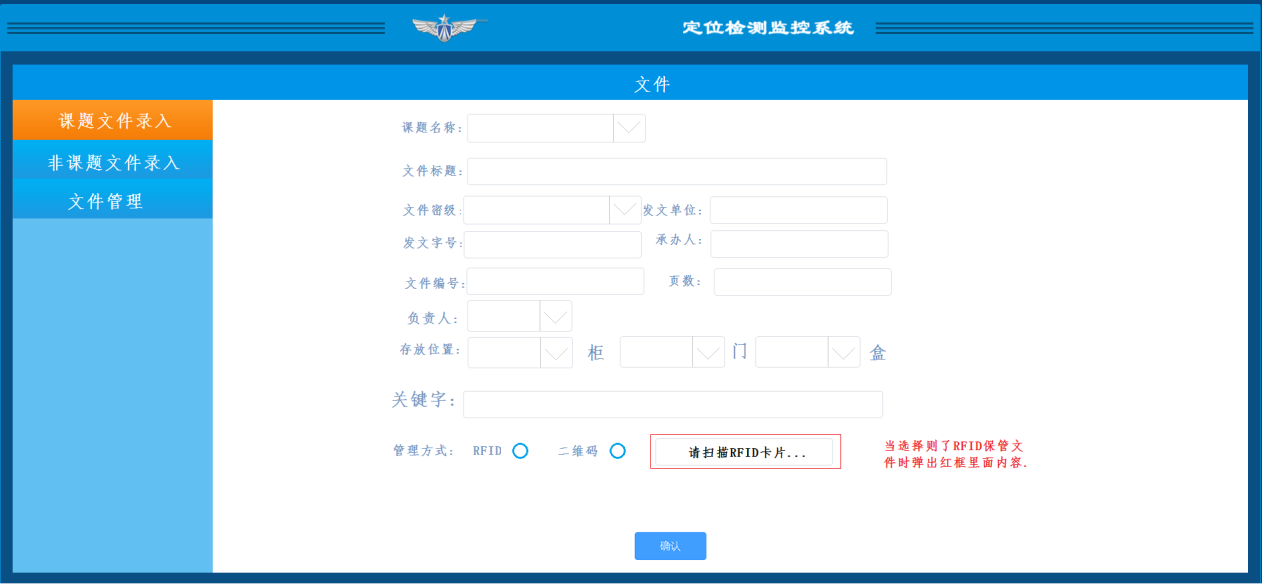 定位检测监控系统
文件
课题文件录入
非课题文件录入
文件管理
课题名称:
文件标题:
文件密级: 发文单位:
发文字号: 承办人:
文件编号: 页数:
负责人:
存放位置: 柜 门 盒
关键字:
管理方式: RFID 二维码 请扫描RFID卡片...
当选择则了RFID保管文
件时弹出红框里面内容.
确认